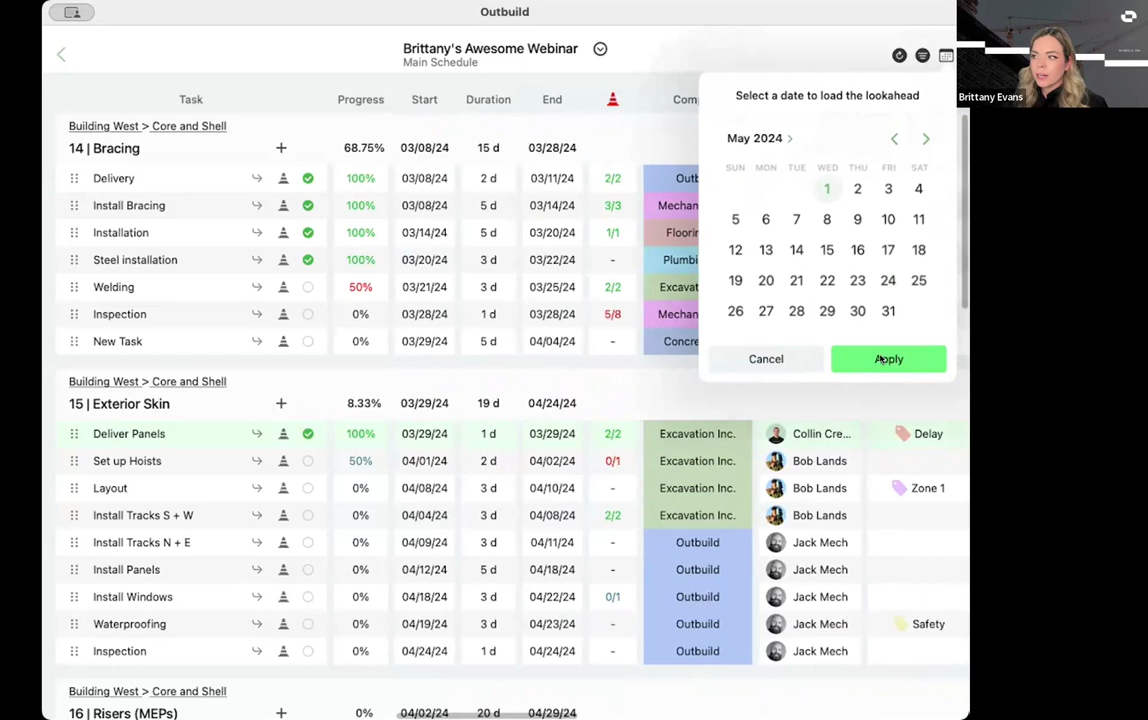 Outbuild
Brittany's Awesome Webinar
Main Schedule
Brittany Evans
Task Progress Start Duration End Comp
Building West > Core and Shell
14 | Bracing + 68.75% 03/08/24 15 d 03/28/24
Delivery 100% 03/08/24 2 d 03/11/24 2/2 Outb
Install Bracing 100% 03/08/24 5 d 03/14/24 3/3 Mechan
Installation 100% 03/14/24 5 d 03/20/24 1/1 Floorin
Steel installation 100% 03/20/24 3 d 03/22/24 - Plumbi
Welding 50% 03/21/24 3 d 03/25/24 2/2 Excavat
Inspection 0% 03/28/24 1 d 03/28/24 5/8 Mechan
New Task 0% 03/29/24 5 d 04/04/24 - Concre
Select a date to load the lookahead
May 2024 >
SUN MON TUE WED THU FRI SAT
1 2 3 4
5 6 7 8 9 10 11
12 13 14 15 16 17 18
19 20 21 22 23 24 25
26 27 28 29 30 31
Cancel Apply
Building West > Core and Shell
15 | Exterior Skin + 8.33% 03/29/24 19 d 04/24/24
Deliver Panels 100% 03/29/24 1 d 03/29/24 2/2 Excavation Inc. Collin Cre... Delay
Set up Hoists 50% 04/01/24 2 d 04/02/24 0/1 Excavation Inc. Bob Lands
Layout 0% 04/08/24 3 d 04/10/24 - Excavation Inc. Bob Lands Zone 1
Install Tracks S + W 0% 04/04/24 3 d 04/08/24 2/2 Excavation Inc. Bob Lands
Install Tracks N + E 0% 04/09/24 3 d 04/11/24 - Outbuild Jack Mech
Install Panels 0% 04/12/24 5 d 04/18/24 - Outbuild Jack Mech
Install Windows 0% 04/18/24 3 d 04/22/24 0/1 Outbuild Jack Mech
Waterproofing 0% 04/19/24 3 d 04/23/24 - Outbuild Jack Mech Safety
Inspection 0% 04/24/24 1 d 04/24/24 - Outbuild Jack Mech
Building West > Core and Shell
16 | Risers (MEPs) + 0% 04/02/24 20 d 04/29/24